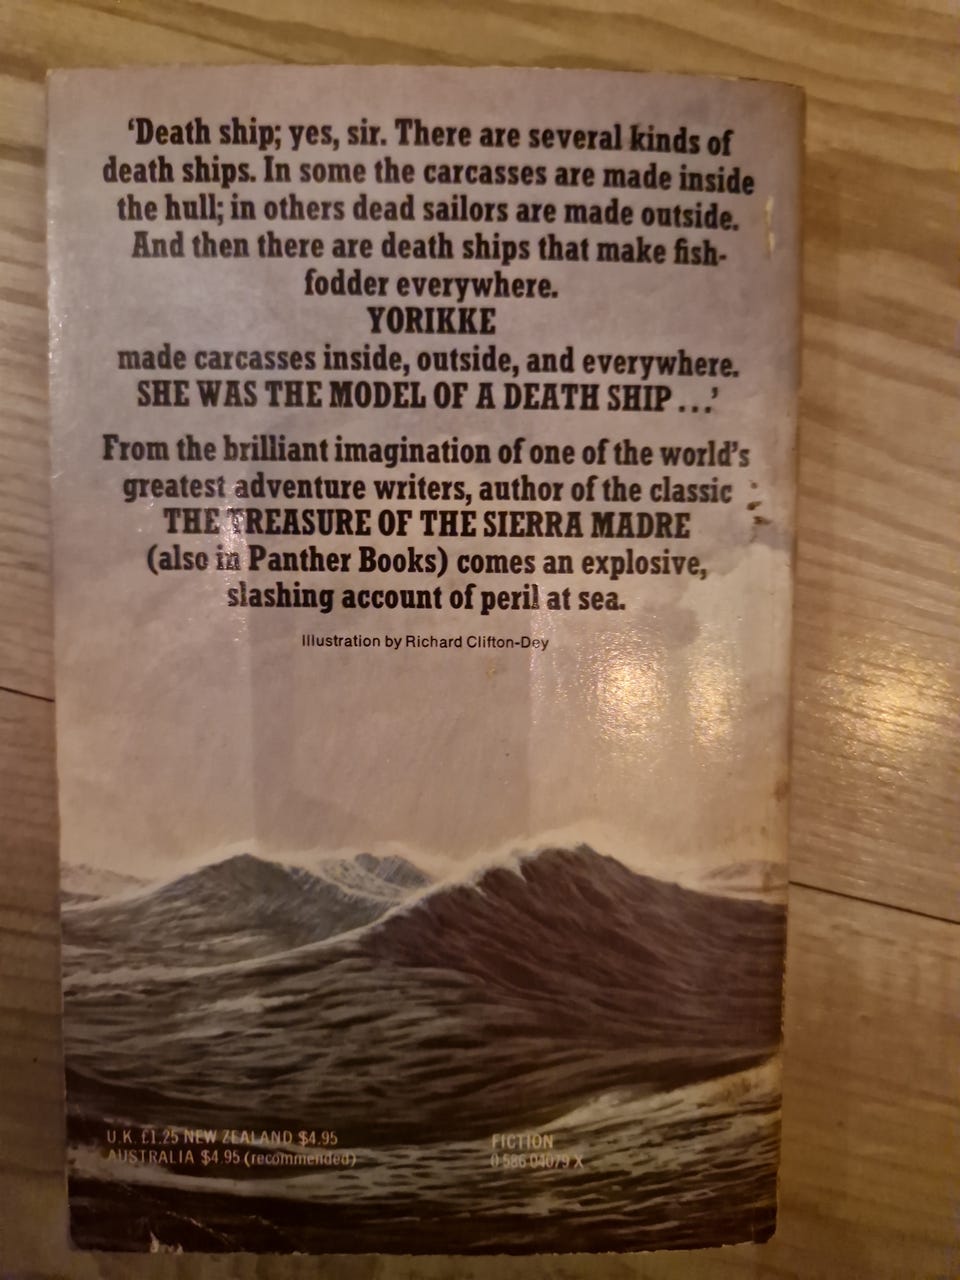 ‘Death ship; yes, sir. There are several kinds of
death ships. In some the carcasses are made inside
the hull; in others dead sailors are made outside.
And then there are death ships that make fish-
fodder everywhere.
YORIKKE
made carcasses inside, outside, and everywhere.
SHE WAS THE MODEL OF A DEATH SHIP ...’
From the brilliant imagination of one of the world’s
greatest adventure writers, author of the classic
THE TREASURE OF THE SIERRA MADRE
(also in Panther Books) comes an explosive,
slashing account of peril at sea.
Illustration by Richard Clifton-Dey
U.K. £1.25 NEW ZEALAND $4.95
AUSTRALIA $4.95 (recommended)
FICTION
0 586 04079 X